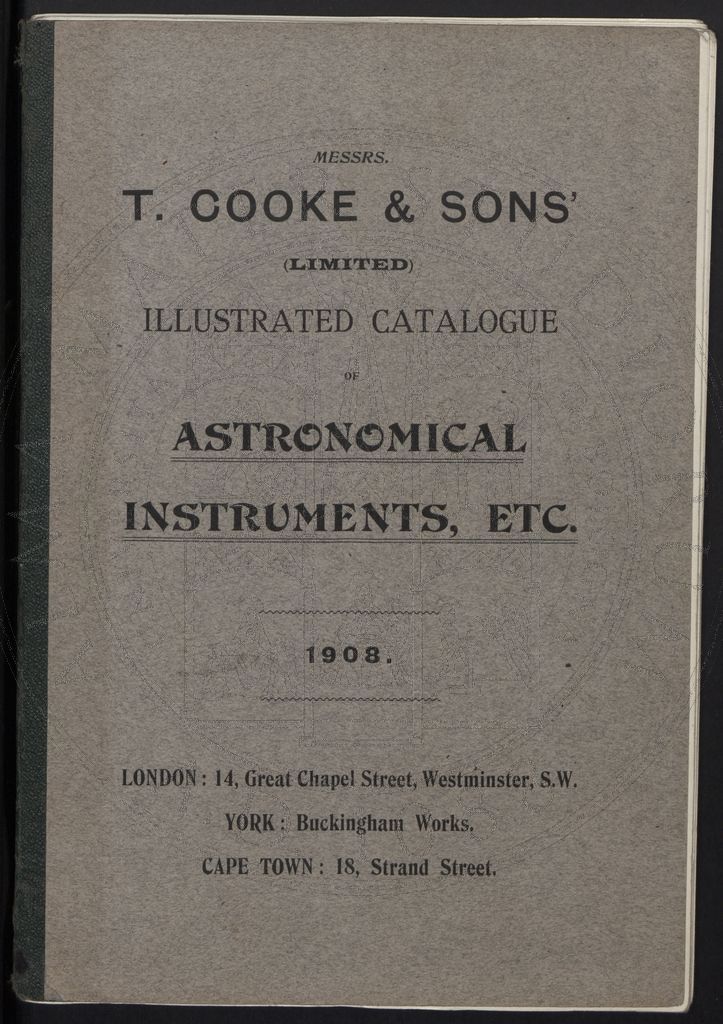 MESSRS.
T. COOKE & SONS'
(LIMITED)
ILLUSTRATED CATALOGUE
OF
ASTRONOMICAL
INSTRUMENTS, ETC.
1908.
LONDON: 14, Great Chapel Street, Westminster, S.W.
YORK: Buckingham Works.
CAPE TOWN: 18, Strand Street.